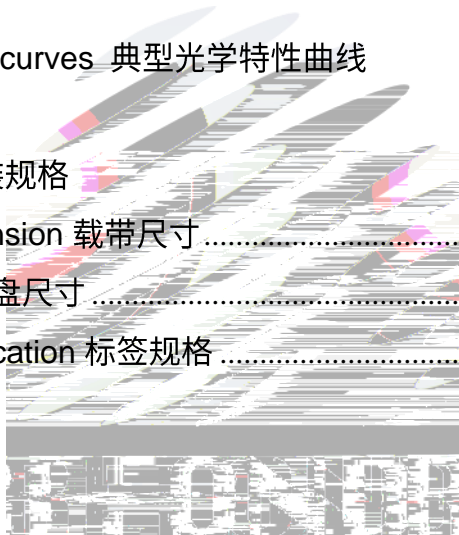 curves 典型光学特性曲线
规格
nsion 载带尺寸......................................
盘尺寸......................................................
cation 标签规格....................................